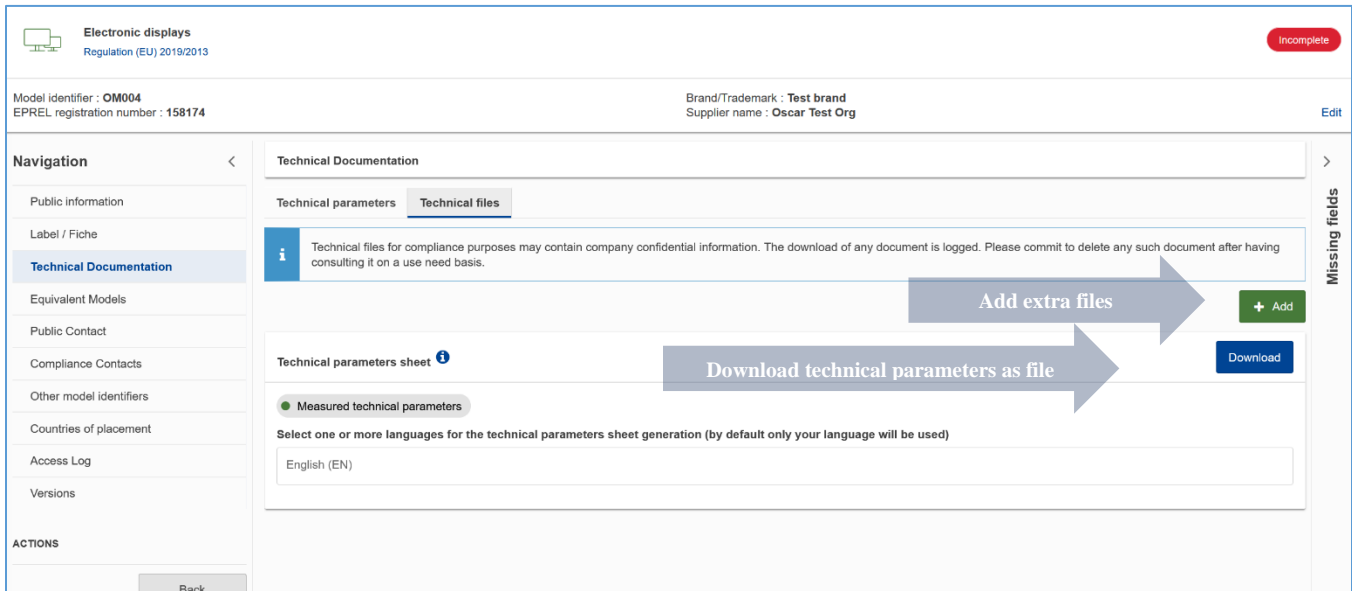 Electronic displays
Regulation (EU) 2019/2013
Incomplete
Model identifier : OM004
EPREL registration number : 158174
Brand/Trademark : Test brand
Supplier name : Oscar Test Org
Edit
Navigation
Public information
Label / Fiche
Technical Documentation
Equivalent Models
Public Contact
Compliance Contacts
Other model identifiers
Countries of placement
Access Log
Versions
ACTIONS
Back
Technical Documentation
Technical parameters
Technical files
Technical files for compliance purposes may contain company confidential information. The download of any document is logged. Please commit to delete any such document after having
consulting it on a use need basis.
Add extra files
+ Add
Technical parameters sheet
Download technical parameters as file
Download
Measured technical parameters
Select one or more languages for the technical parameters sheet generation (by default only your language will be used)
English (EN)
Missing fields